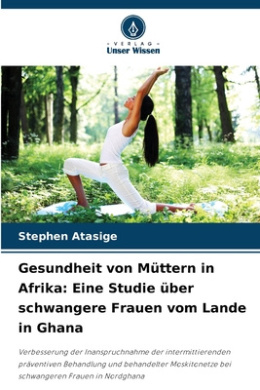 • VERLAG •
Unser Wissen
Stephen Atasige
Gesundheit von Müttern in
Afrika: Eine Studie über
schwangere Frauen vom Lande
in Ghana
Verbesserung der Inanspruchnahme der intermittierenden
präventiven Behandlung und behandelter Moskitonetze bei
schwangeren Frauen in Nordghana